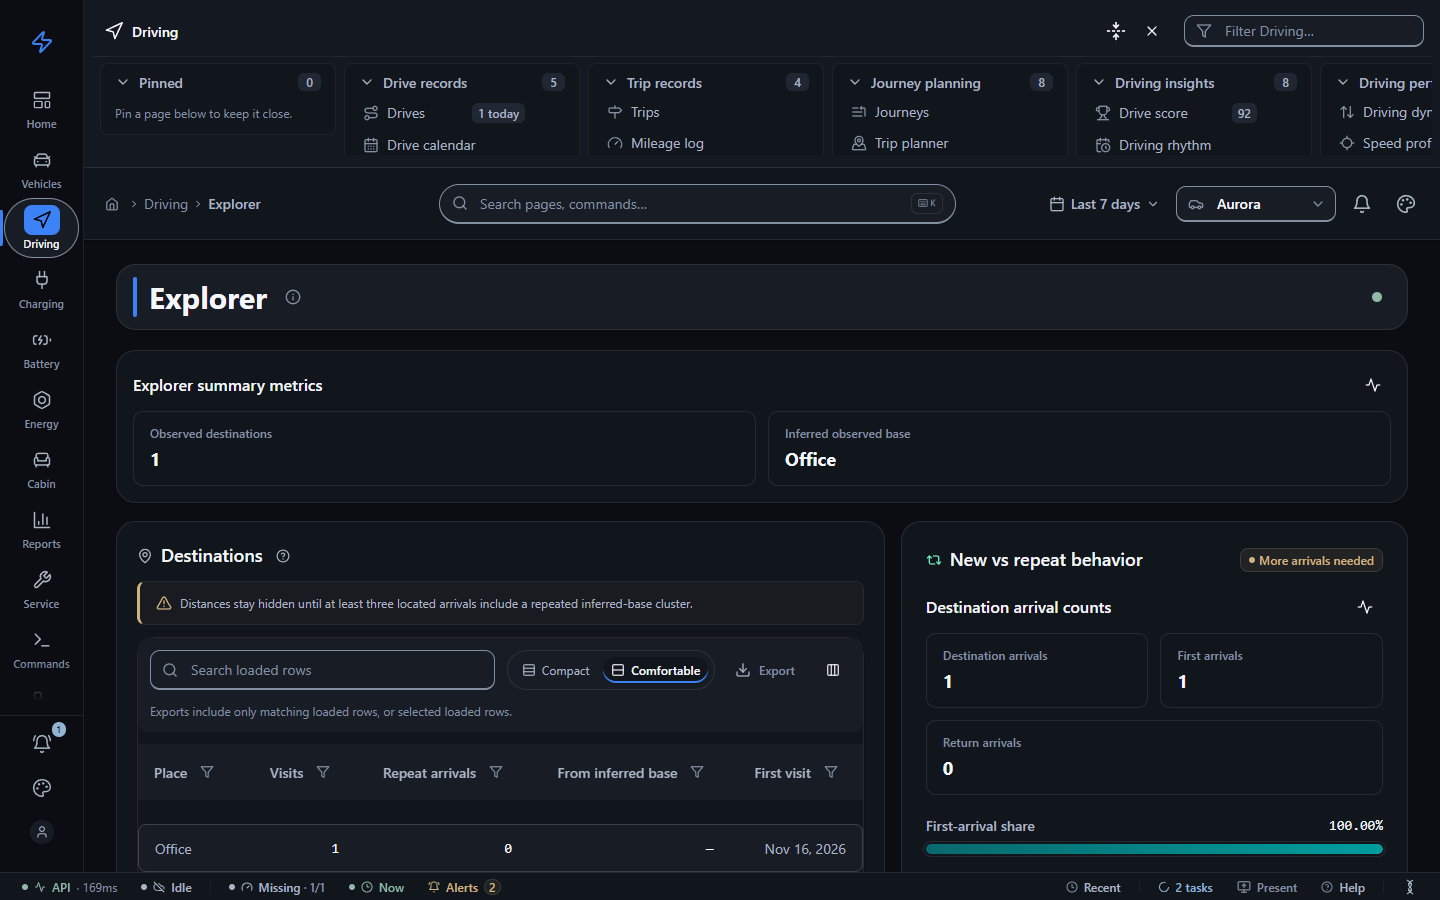 Driving
Filter Driving...
Pinned 0
Pin a page below to keep it close.
Drive records 5
Drives 1 today
Drive calendar
Trip records 4
Trips
Mileage log
Journey planning 8
Journeys
Trip planner
Driving insights 8
Drive score 92
Driving rhythm
Driving per
Driving dyn
Speed prof
Home
Vehicles
Driving
Charging
Battery
Energy
Cabin
Reports
Service
Commands
1
Driving
Explorer
Search pages, commands...
K
Last 7 days
Aurora
Explorer
Explorer summary metrics
Observed destinations
1
Inferred observed base
Office
Destinations
Distances stay hidden until at least three located arrivals include a repeated inferred-base cluster.
Search loaded rows
Compact
Comfortable
Export
Exports include only matching loaded rows, or selected loaded rows.
Place Visits Repeat arrivals From inferred base First visit
Office 1 0 — Nov 16, 2026
New vs repeat behavior
More arrivals needed
Destination arrival counts
Destination arrivals
1
First arrivals
1
Return arrivals
0
First-arrival share 100.00%
API · 169ms
Idle
Missing · 1/1
Now
Alerts 2
Recent
2 tasks
Present
Help